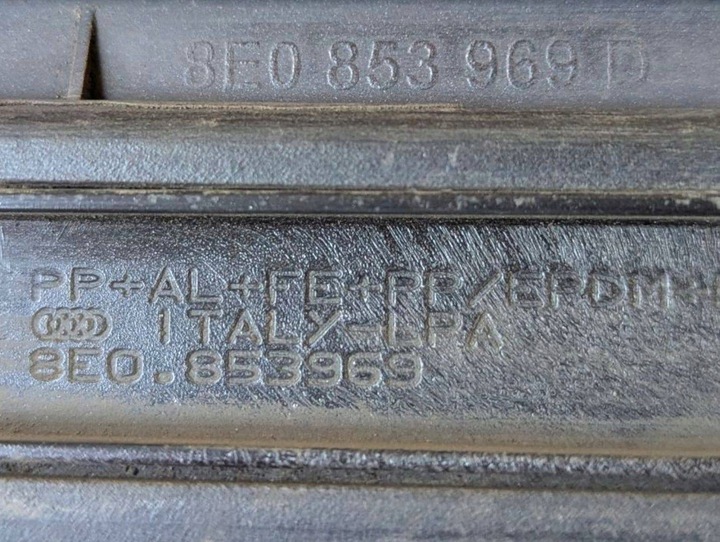 8E0 853 969 D
PP+AL+FE+PP/EPDM+
ITALY-LPA
8E0.853969